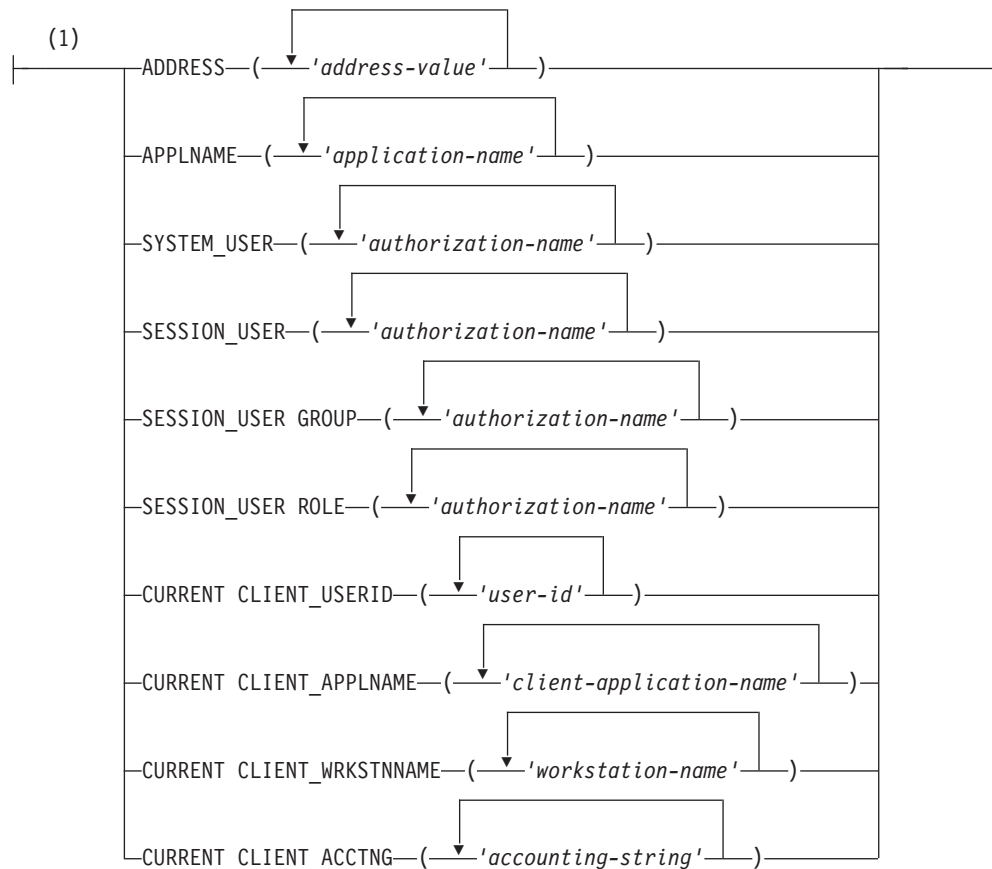 (1)
ADDRESS ( 'address-value' )
APPLNAME ( 'application-name' )
SYSTEM_USER ( 'authorization-name' )
SESSION_USER ( 'authorization-name' )
SESSION_USER GROUP ( 'authorization-name' )
SESSION_USER ROLE ( 'authorization-name' )
CURRENT CLIENT_USERID ( 'user-id' )
CURRENT CLIENT_APPLNAME ( 'client-application-name' )
CURRENT CLIENT_WRKSTNNAME ( 'workstation-name' )
CURRENT CLIENT ACCTNG ( 'accounting-string' )